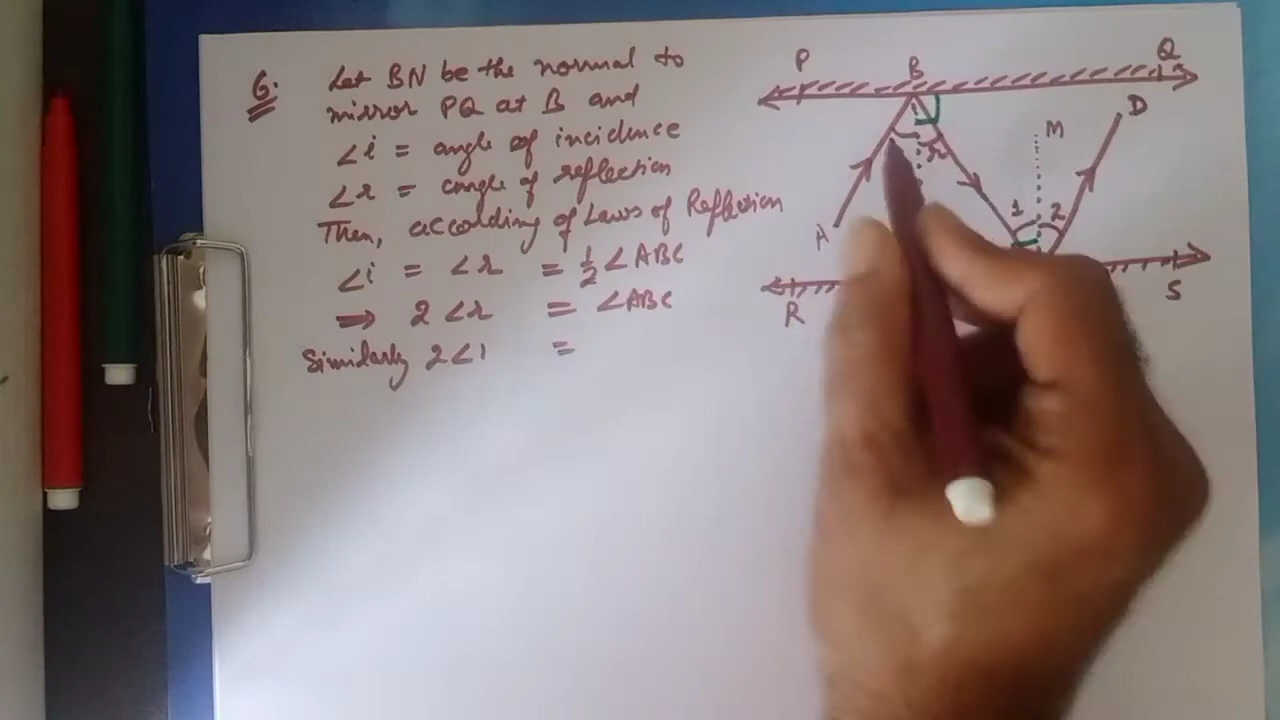 6.
Let BN be the normal to
mirror PQ at B and
∠i = angle of incidence
∠r = angle of reflection
Then, according of Laws of Reflection
∠i = ∠r = 1/2 ∠ABC
⇒ 2∠r = ∠ABC
Similarly 2∠1 =
P B Q
D
M
r
1 2
A
R S